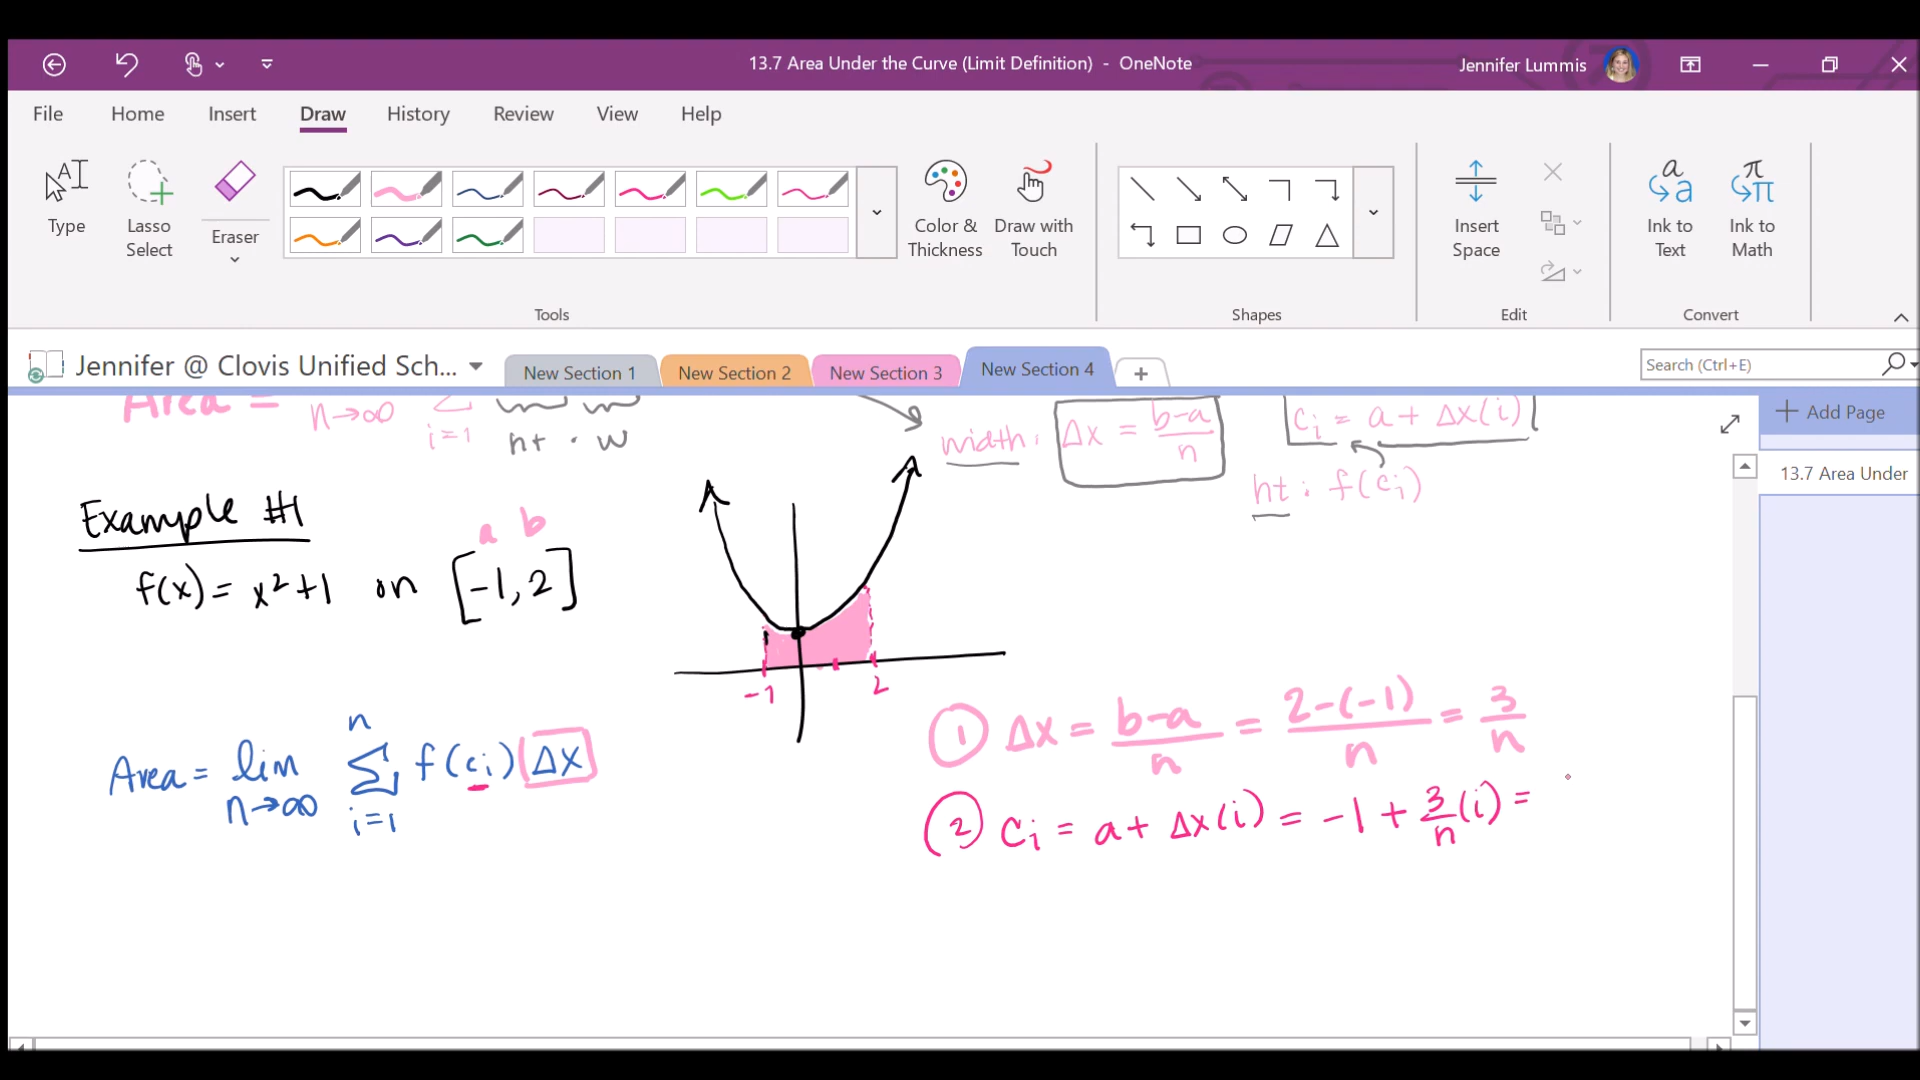 13.7 Area Under the Curve (Limit Definition) - OneNote
Jennifer Lummis
File Home Insert Draw History Review View Help
Type
Lasso Select
Eraser
Color & Thickness
Draw with Touch
Insert Space
Ink to Text
Ink to Math
Tools
Shapes
Edit
Convert
Jennifer @ Clovis Unified Sch...
New Section 1
New Section 2
New Section 3
New Section 4
+
Search (Ctrl+E)
Add Page
13.7 Area Under
Area = n→∞ Σ i=1
ht · w
width: Δx = b-a/n
ci = a + Δx(i)
ht: f(ci)
Example #1
a b
f(x) = x²+1 on [-1, 2]
-1 2
Area = lim n→∞ n Σ i=1 f(ci) Δx
① Δx = b-a/n = 2-(-1)/n = 3/n
② ci = a + Δx(i) = -1 + 3/n (i) =